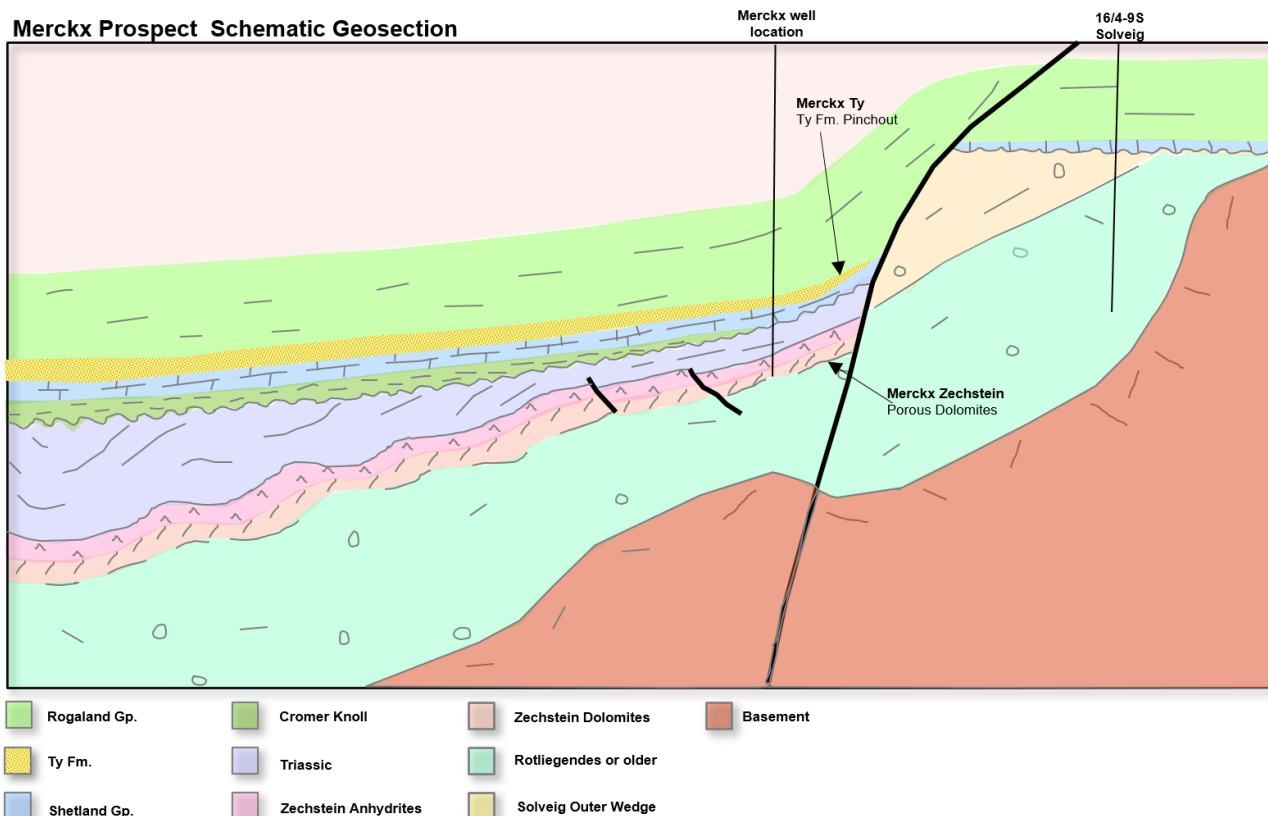 Merckx Prospect  Schematic Geosection
Merckx well
location
16/4-9S
Solveig
Merckx Ty
Ty Fm. Pinchout
Merckx Zechstein
Porous Dolomites
Rogaland Gp.
Cromer Knoll
Zechstein Dolomites
Basement
Ty Fm.
Triassic
Rotliegendes or older
Shetland Gp.
Zechstein Anhydrites
Solveig Outer Wedge